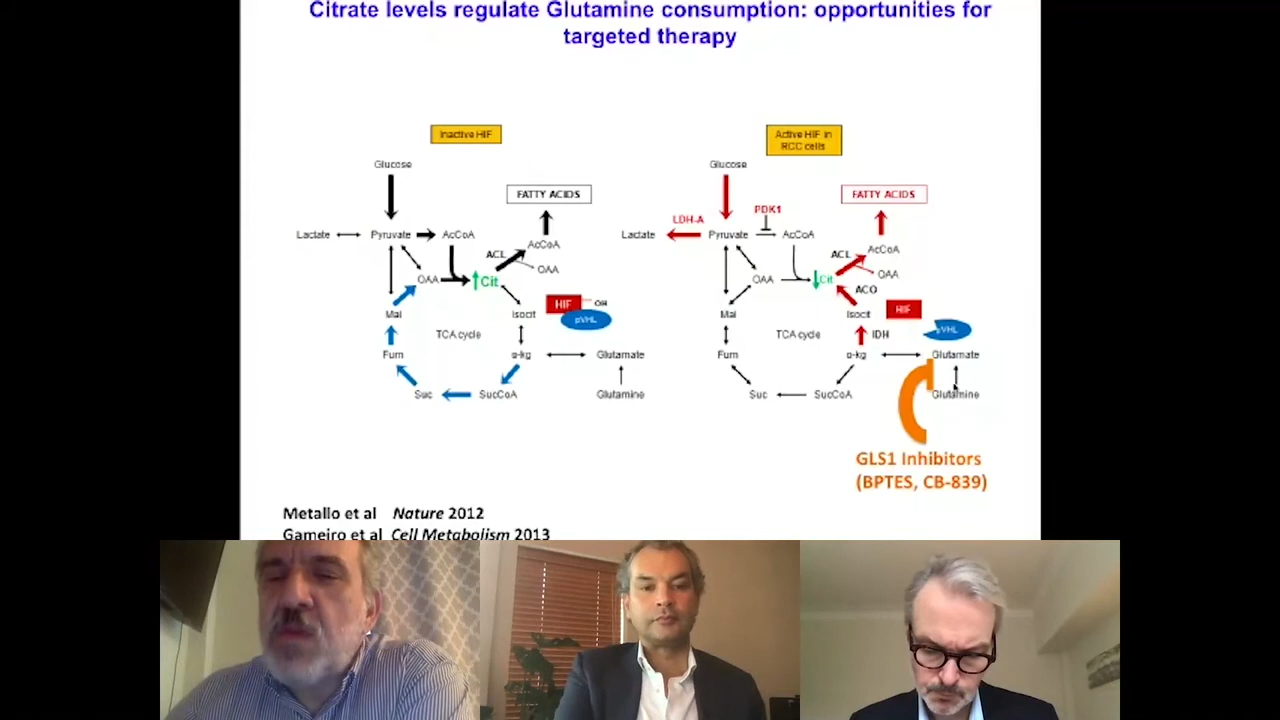 Citrate levels regulate Glutamine consumption: opportunities for
targeted therapy
Inactive HIF
Glucose
FATTY ACIDS
Lactate
Pyruvate
AcCoA
AcCoA
ACL
OAA
OAA
Cit
Mal
Isocit
HIF
OH
pVHL
TCA cycle
Fum
α-kg
Glutamate
Suc
SucCoA
Glutamine
Active HIF in
RCC cells
Glucose
FATTY ACIDS
LDH-A
PDK1
Lactate
Pyruvate
AcCoA
AcCoA
ACL
OAA
OAA
Cit
ACO
Mal
Isocit
HIF
TCA cycle
IDH
pVHL
Fum
α-kg
Glutamate
Suc
SucCoA
Glutamine
GLS1 Inhibitors
(BPTES, CB-839)
Metallo et al Nature 2012
Gameiro et al Cell Metabolism 2013